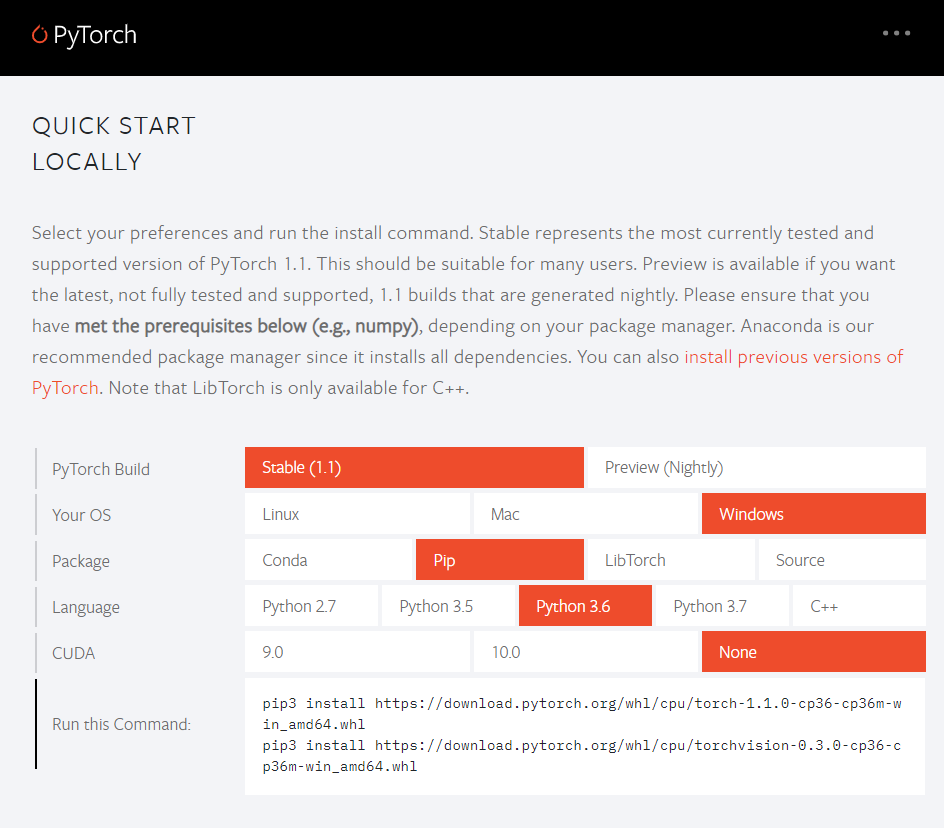 PyTorch
QUICK START
LOCALLY
Select your preferences and run the install command. Stable represents the most currently tested and
supported version of PyTorch 1.1. This should be suitable for many users. Preview is available if you want
the latest, not fully tested and supported, 1.1 builds that are generated nightly. Please ensure that you
have met the prerequisites below (e.g., numpy), depending on your package manager. Anaconda is our
recommended package manager since it installs all dependencies. You can also install previous versions of
PyTorch. Note that LibTorch is only available for C++.
PyTorch Build Stable (1.1) Preview (Nightly)
Your OS Linux Mac Windows
Package Conda Pip LibTorch Source
Language Python 2.7 Python 3.5 Python 3.6 Python 3.7 C++
CUDA 9.0 10.0 None
Run this Command:
pip3 install https://download.pytorch.org/whl/cpu/torch-1.1.0-cp36-cp36m-w
in_amd64.whl
pip3 install https://download.pytorch.org/whl/cpu/torchvision-0.3.0-cp36-c
p36m-win_amd64.whl